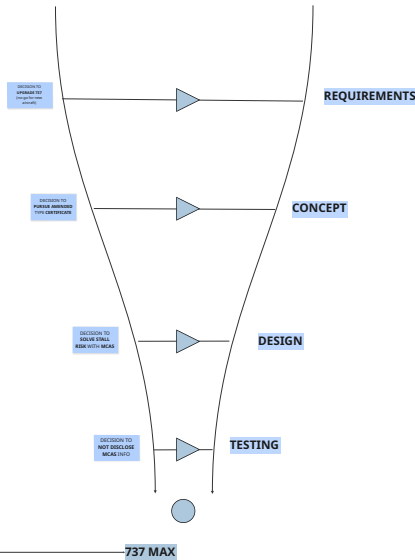 DECISION TO
UPGRADE 737
REQUIREMENTS
DECISION TO
PURSUE AMENDED
TYPE CERTIFICATE
CONCEPT
DECISION TO
SOLVE STALL
RISK WITH MCAS
DESIGN
DECISION TO
NOT DISCLOSE
MCAS INFO
TESTING
737 MAX